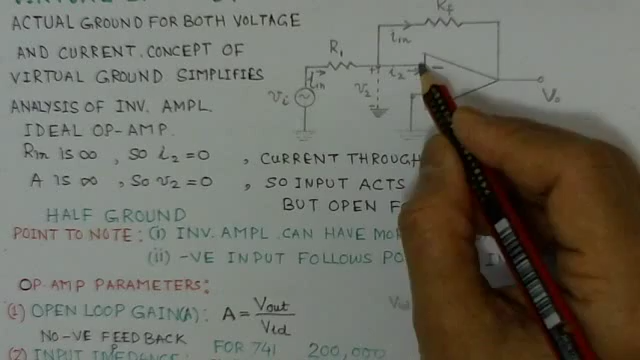 ACTUAL GROUND FOR BOTH VOLTAGE
AND CURRENT. CONCEPT OF
VIRTUAL GROUND SIMPLIFIES
ANALYSIS OF INV. AMPL.
IDEAL OP-AMP.
Rin IS ∞ , SO i2 = 0 , CURRENT THROUGH
A IS ∞ , SO v2 = 0 , SO INPUT ACTS
BUT OPEN
HALF GROUND
POINT TO NOTE: (i) INV. AMPL. CAN HAVE
(ii) -VE INPUT FOLLOWS
OP-AMP PARAMETERS:
(1) OPEN LOOP GAIN(A): A = Vout / Vid
NO -VE FEEDBACK
FOR 741 200,000
Rf
iin
R1
iin
i2
v2
vi
Vo